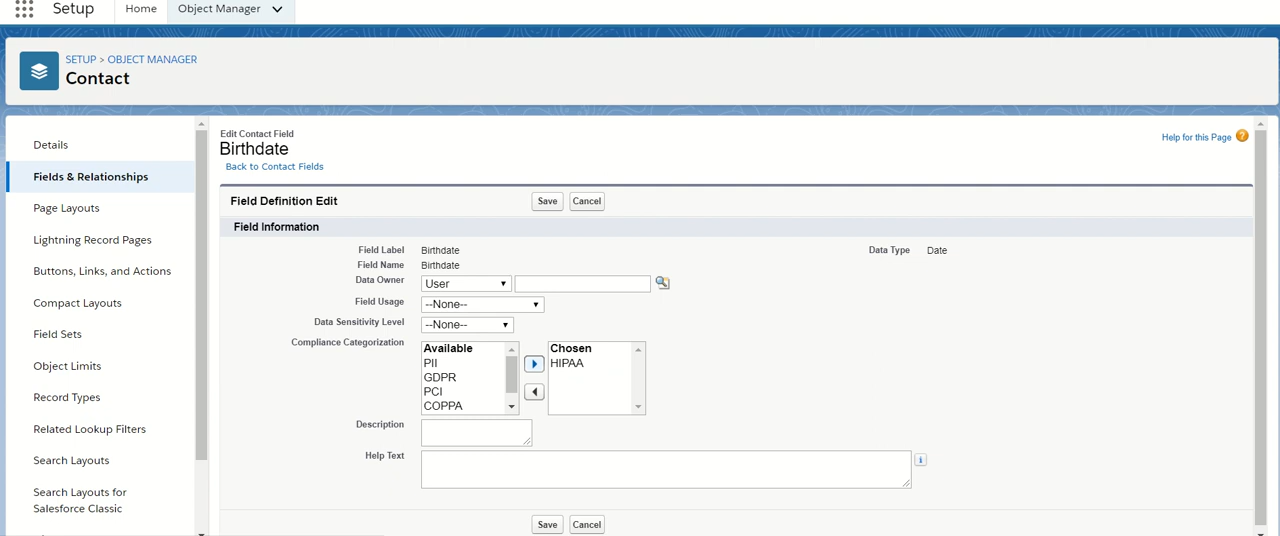 Setup
Home
Object Manager
SETUP > OBJECT MANAGER
Contact
Details
Fields & Relationships
Page Layouts
Lightning Record Pages
Buttons, Links, and Actions
Compact Layouts
Field Sets
Object Limits
Record Types
Related Lookup Filters
Search Layouts
Search Layouts for
Salesforce Classic
Edit Contact Field
Birthdate
Back to Contact Fields
Help for this Page ?
Field Definition Edit
Save
Cancel
Field Information
Field Label Birthdate
Data Type Date
Field Name Birthdate
Data Owner User
Field Usage --None--
Data Sensitivity Level --None--
Compliance Categorization
Available
PII
GDPR
PCI
COPPA
Chosen
HIPAA
Description
Help Text
i
Save
Cancel